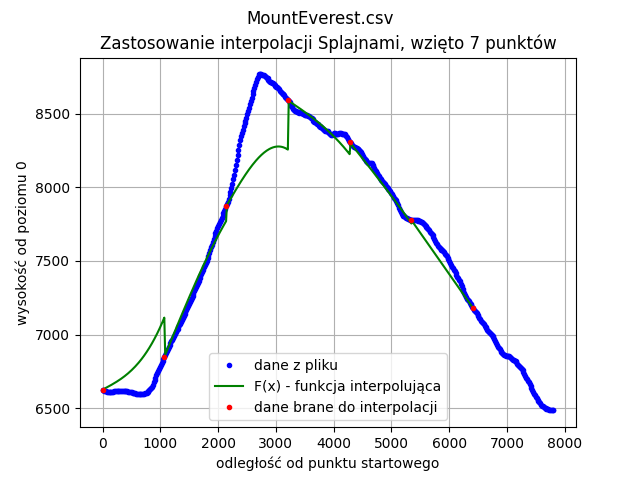 MountEverest.csv
Zastosowanie interpolacji Splajnami, wzięto 7 punktów
8500
8000
7500
7000
6500
wysokość od poziomu 0
dane z pliku
F(x) - funkcja interpolująca
dane brane do interpolacji
0 1000 2000 3000 4000 5000 6000 7000 8000
odległość od punktu startowego